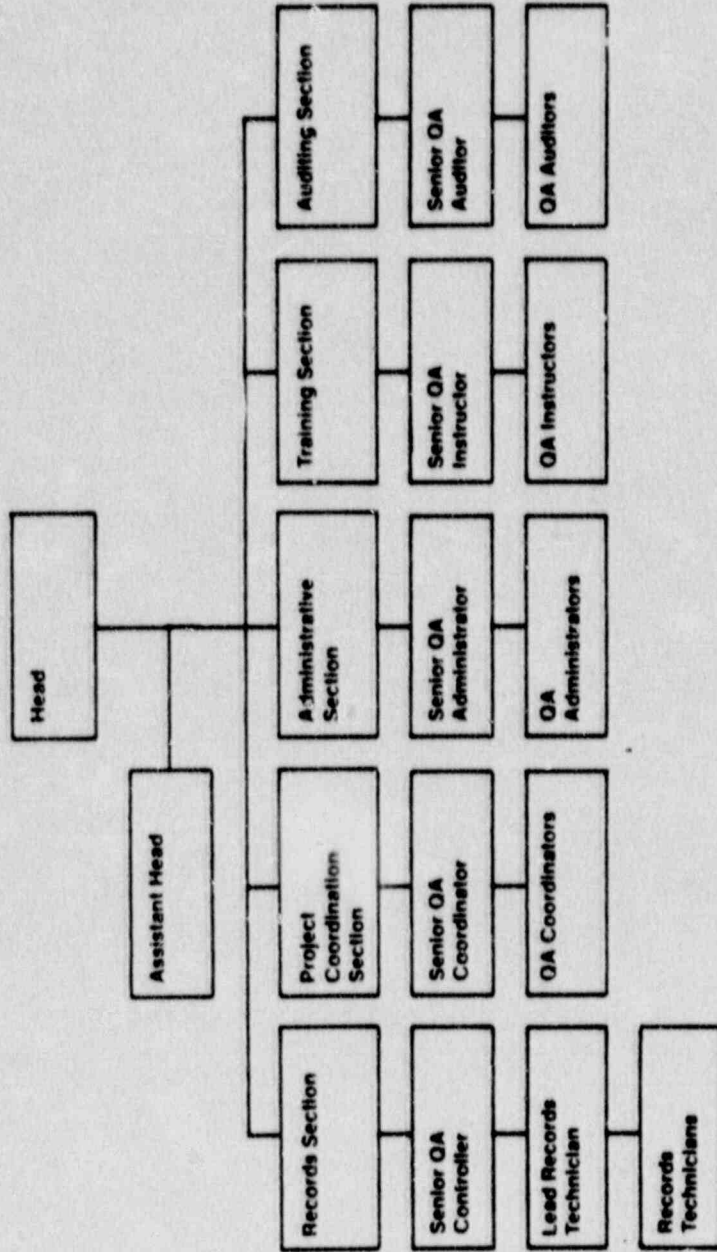 Head
Assistant Head
Records Section
Project
Coordination
Section
Administrative
Section
Training Section
Auditing Section
Senior QA
Controller
Senior QA
Coordinator
Senior QA
Administrator
Senior QA
Instructor
Senior QA
Auditor
Lead Records
Technician
QA Coordinators
QA
Administrators
QA Instructors
QA Auditors
Records
Technicians